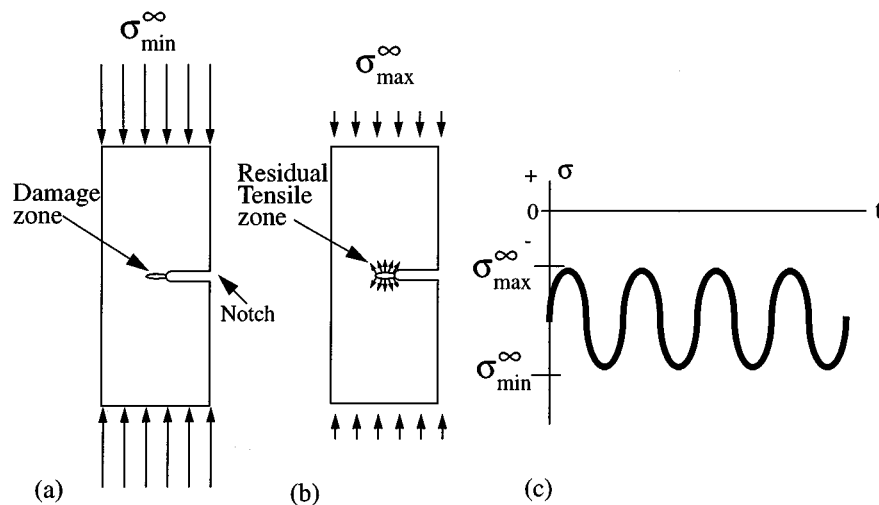 σ∞min
σ∞max
Damage
zone
Notch
Residual
Tensile
zone
+ σ
0
t
-
σ∞max
σ∞min
(a)
(b)
(c)